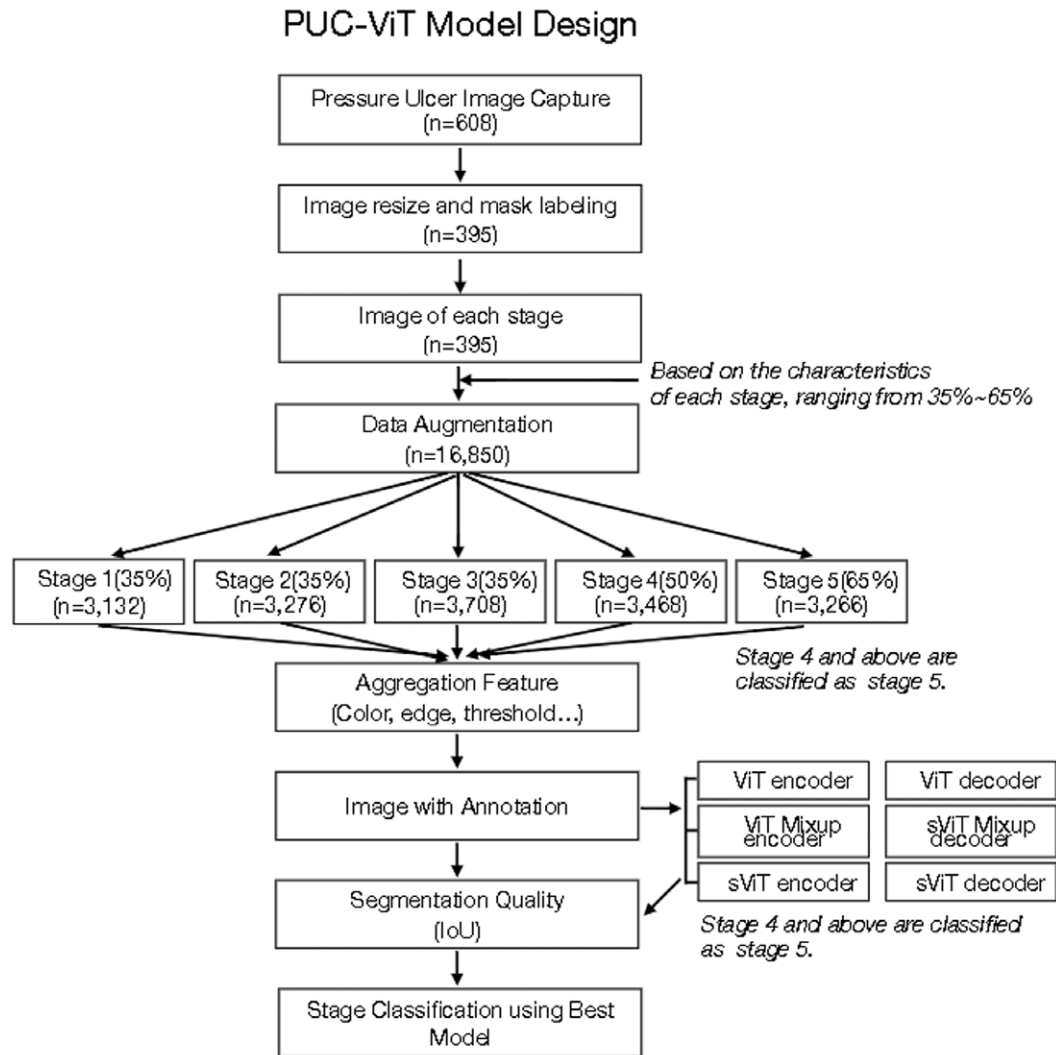 PUC-ViT Model Design
Pressure Ulcer Image Capture
(n=608)
Image resize and mask labeling
(n=395)
Image of each stage
(n=395)
Based on the characteristics
of each stage, ranging from 35%~65%
Data Augmentation
(n=16,850)
Stage 1(35%)
(n=3,132)
Stage 2(35%)
(n=3,276)
Stage 3(35%)
(n=3,708)
Stage 4(50%)
(n=3,468)
Stage 5(65%)
(n=3,266)
Stage 4 and above are
classified as stage 5.
Aggregation Feature
(Color, edge, threshold...)
Image with Annotation
ViT encoder
ViT decoder
ViT Mixup
encoder
sViT Mixup
decoder
sViT encoder
sViT decoder
Segmentation Quality
(IoU)
Stage 4 and above are classified
as stage 5.
Stage Classification using Best
Model